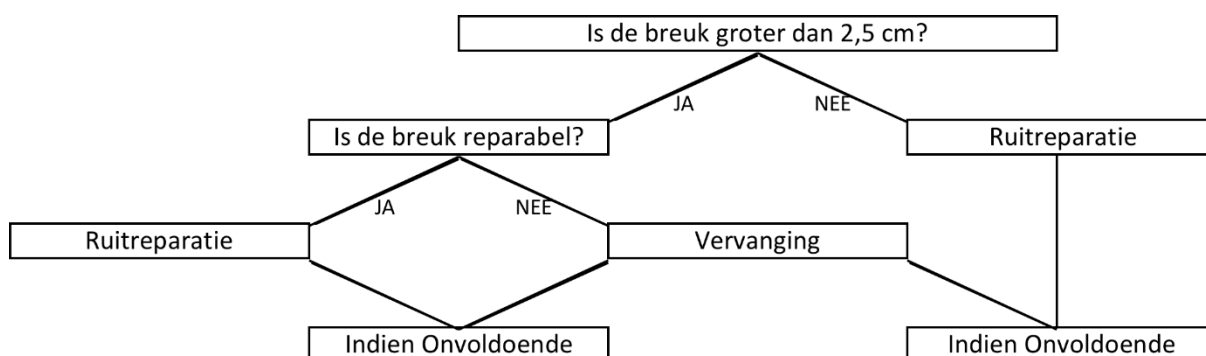 Is de breuk groter dan 2,5 cm?
JA
NEE
Is de breuk reparabel?
Ruitreparatie
JA
NEE
Ruitreparatie
Vervanging
Indien Onvoldoende
Indien Onvoldoende